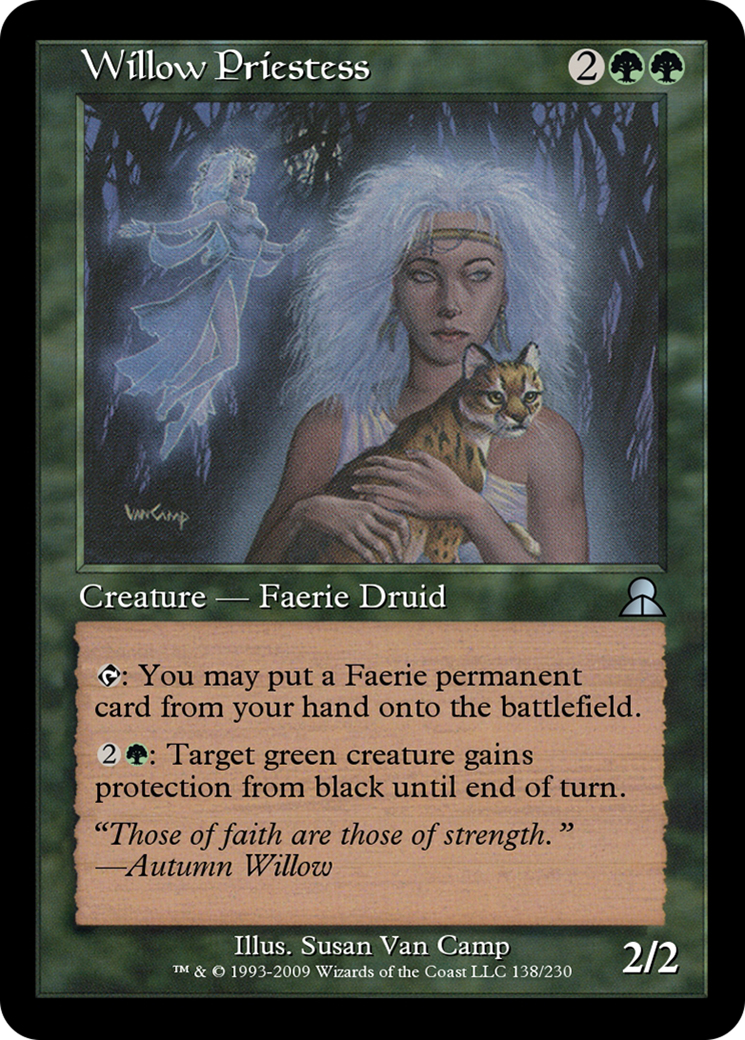 Willow Priestess 2
VanCamp
Creature — Faerie Druid
: You may put a Faerie permanent
card from your hand onto the battlefield.
2 : Target green creature gains
protection from black until end of turn.
“Those of faith are those of strength.”
—Autumn Willow
Illus. Susan Van Camp
™ & © 1993-2009 Wizards of the Coast LLC 138/230
2/2